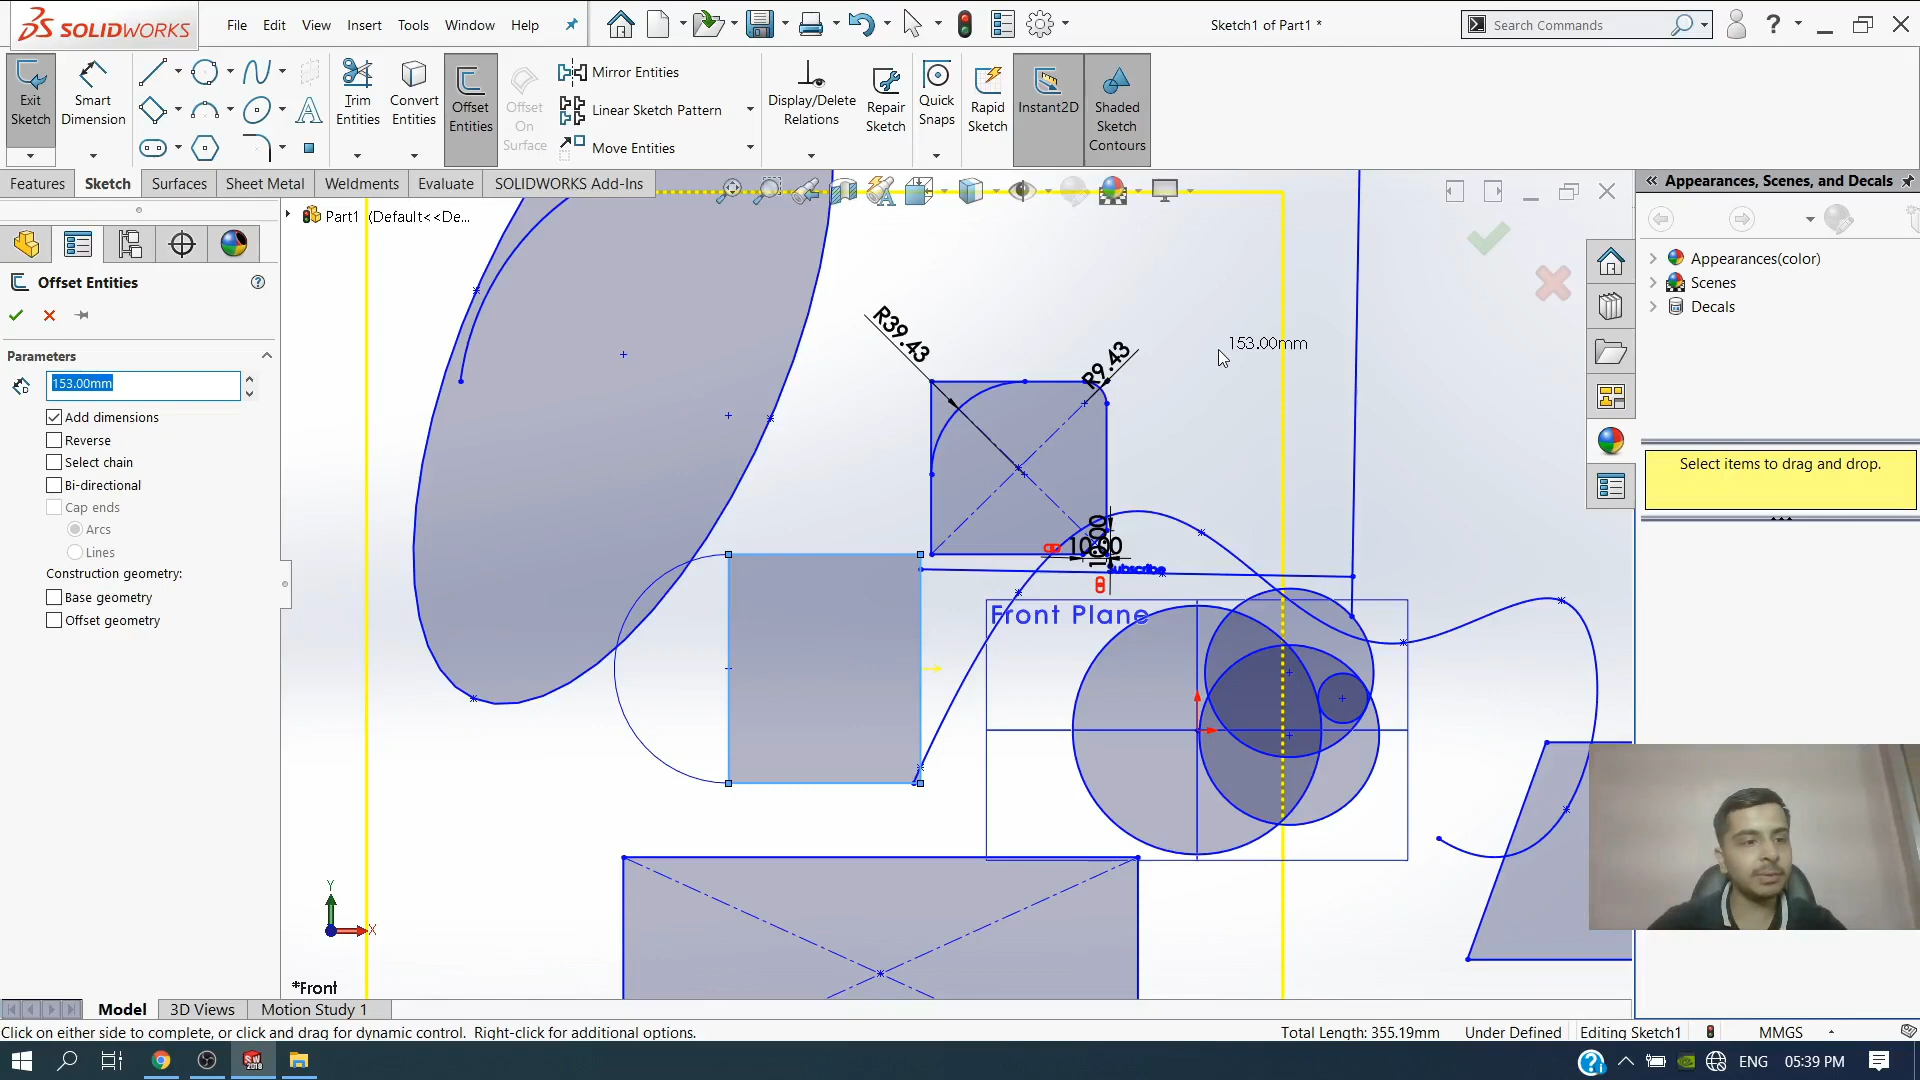 SOLIDWORKS
File Edit View Insert Tools Window Help
Sketch1 of Part1 *
Search Commands
Exit Sketch
Smart Dimension
Trim Entities
Convert Entities
Offset Entities
Offset On Surface
Mirror Entities
Linear Sketch Pattern
Move Entities
Display/Delete Relations
Repair Sketch
Quick Snaps
Rapid Sketch
Instant2D
Shaded Sketch Contours
Features Sketch Surfaces Sheet Metal Weldments Evaluate SOLIDWORKS Add-Ins
Part1 (Default<<De...
Appearances, Scenes, and Decals
Appearances(color)
Scenes
Decals
Select items to drag and drop.
Offset Entities
Parameters
153.00mm
Add dimensions
Reverse
Select chain
Bi-directional
Cap ends
Arcs
Lines
Construction geometry:
Base geometry
Offset geometry
R39.43
R9.43
153.00mm
10.00
10.00
subscribe
Front Plane
Y
X
*Front
Model 3D Views Motion Study 1
Click on either side to complete, or click and drag for dynamic control. Right-click for additional options.
Total Length: 355.19mm Under Defined Editing Sketch1 MMGS
SW 2018
ENG 05:39 PM